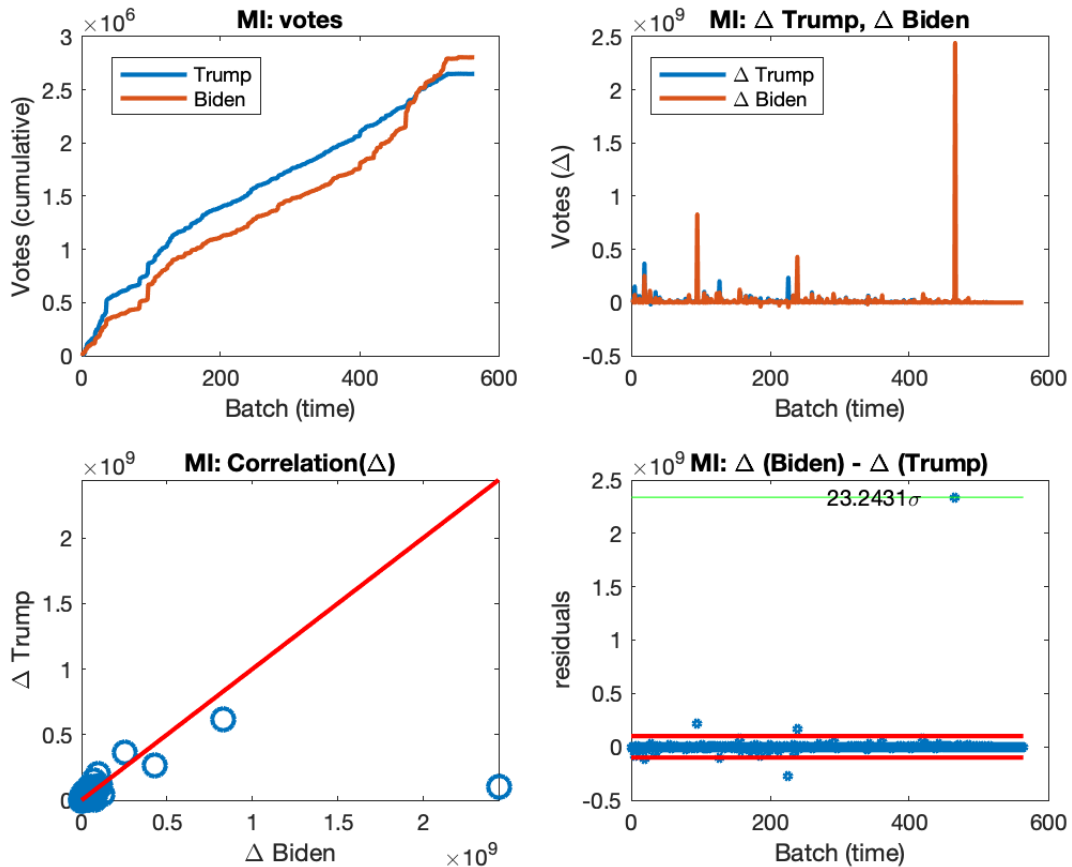 MI: votes
×10^6
Votes (cumulative)
3
2.5
2
1.5
1
0.5
0
Trump
Biden
0 200 400 600
Batch (time)
MI: Δ Trump, Δ Biden
×10^9
Votes (Δ)
2.5
2
1.5
1
0.5
0
-0.5
Δ Trump
Δ Biden
0 200 400 600
Batch (time)
MI: Correlation(Δ)
×10^9
Δ Trump
2
1.5
1
0.5
0
0 0.5 1 1.5 2
Δ Biden
×10^9
MI: Δ (Biden) - Δ (Trump)
×10^9
residuals
2.5
2
1.5
1
0.5
0
-0.5
23.2431σ
0 200 400 600
Batch (time)